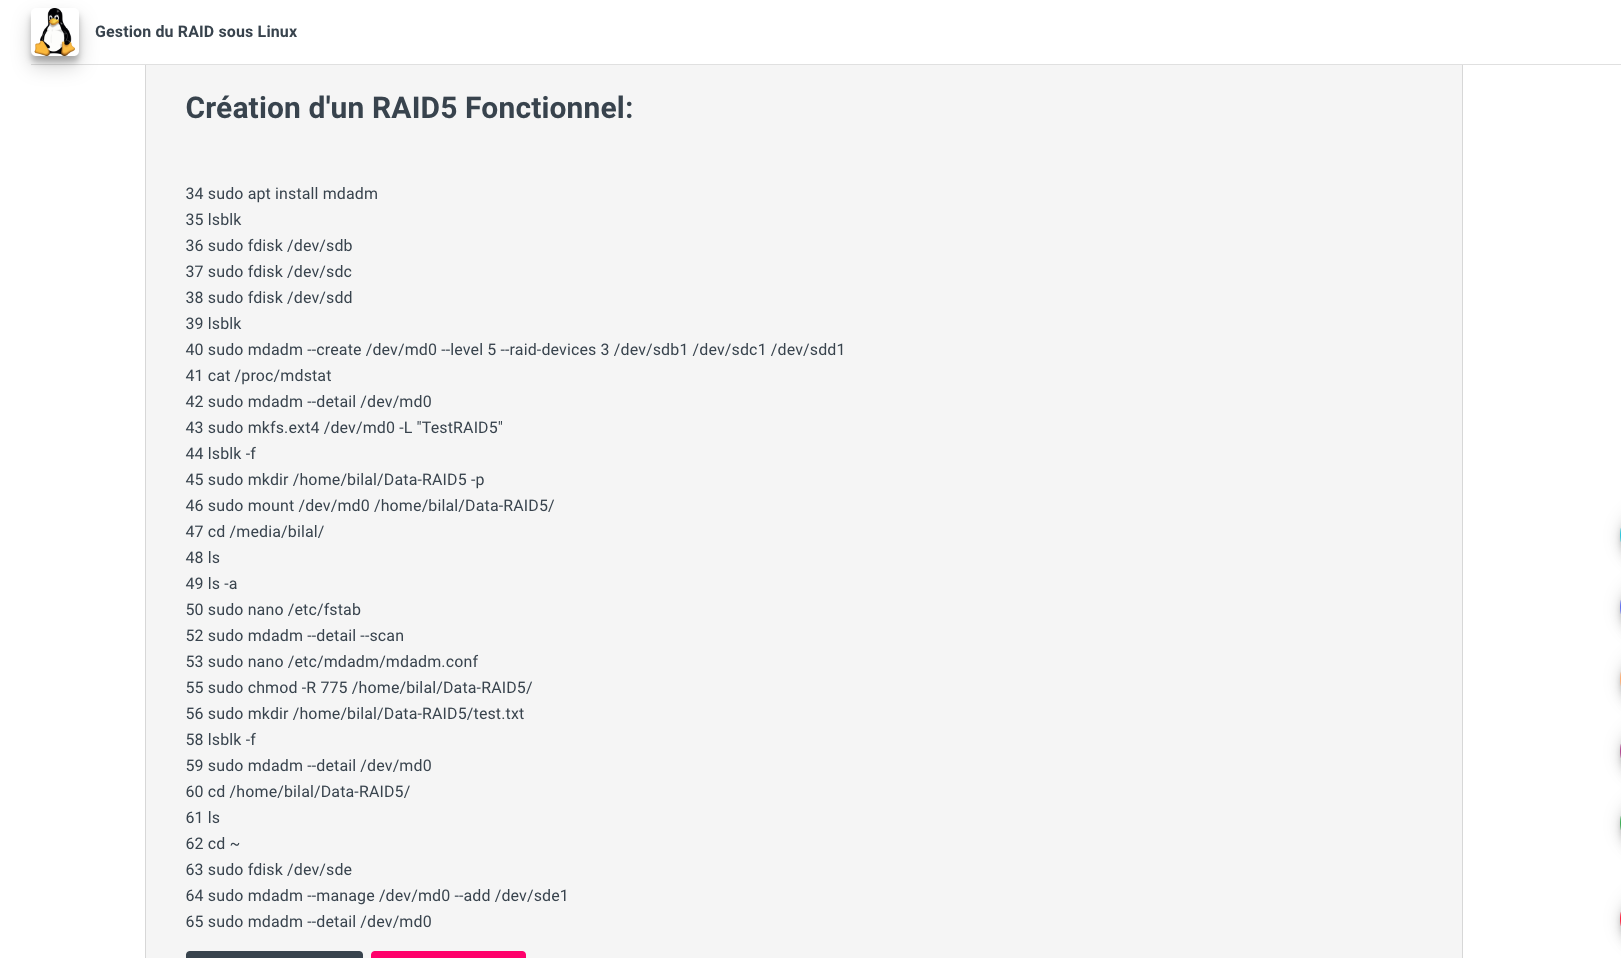 Gestion du RAID sous Linux
Création d'un RAID5 Fonctionnel:
34 sudo apt install mdadm
35 lsblk
36 sudo fdisk /dev/sdb
37 sudo fdisk /dev/sdc
38 sudo fdisk /dev/sdd
39 lsblk
40 sudo mdadm --create /dev/md0 --level 5 --raid-devices 3 /dev/sdb1 /dev/sdc1 /dev/sdd1
41 cat /proc/mdstat
42 sudo mdadm --detail /dev/md0
43 sudo mkfs.ext4 /dev/md0 -L "TestRAID5"
44 lsblk -f
45 sudo mkdir /home/bilal/Data-RAID5 -p
46 sudo mount /dev/md0 /home/bilal/Data-RAID5/
47 cd /media/bilal/
48 ls
49 ls -a
50 sudo nano /etc/fstab
52 sudo mdadm --detail --scan
53 sudo nano /etc/mdadm/mdadm.conf
55 sudo chmod -R 775 /home/bilal/Data-RAID5/
56 sudo mkdir /home/bilal/Data-RAID5/test.txt
58 lsblk -f
59 sudo mdadm --detail /dev/md0
60 cd /home/bilal/Data-RAID5/
61 ls
62 cd ~
63 sudo fdisk /dev/sde
64 sudo mdadm --manage /dev/md0 --add /dev/sde1
65 sudo mdadm --detail /dev/md0